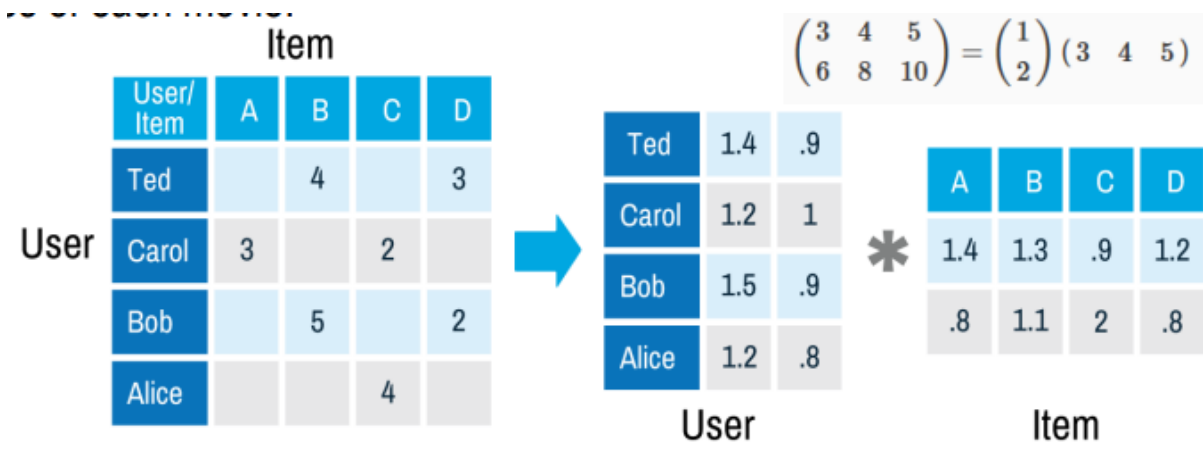 Item
User/ Item A B C D
Ted 4 3
User
Carol 3 2
Bob 5 2
Alice 4
(3 4 5
6 8 10) = (1
2) (3 4 5)
Ted 1.4 .9
Carol 1.2 1
Bob 1.5 .9
Alice 1.2 .8
User
*
A B C D
1.4 1.3 .9 1.2
.8 1.1 2 .8
Item